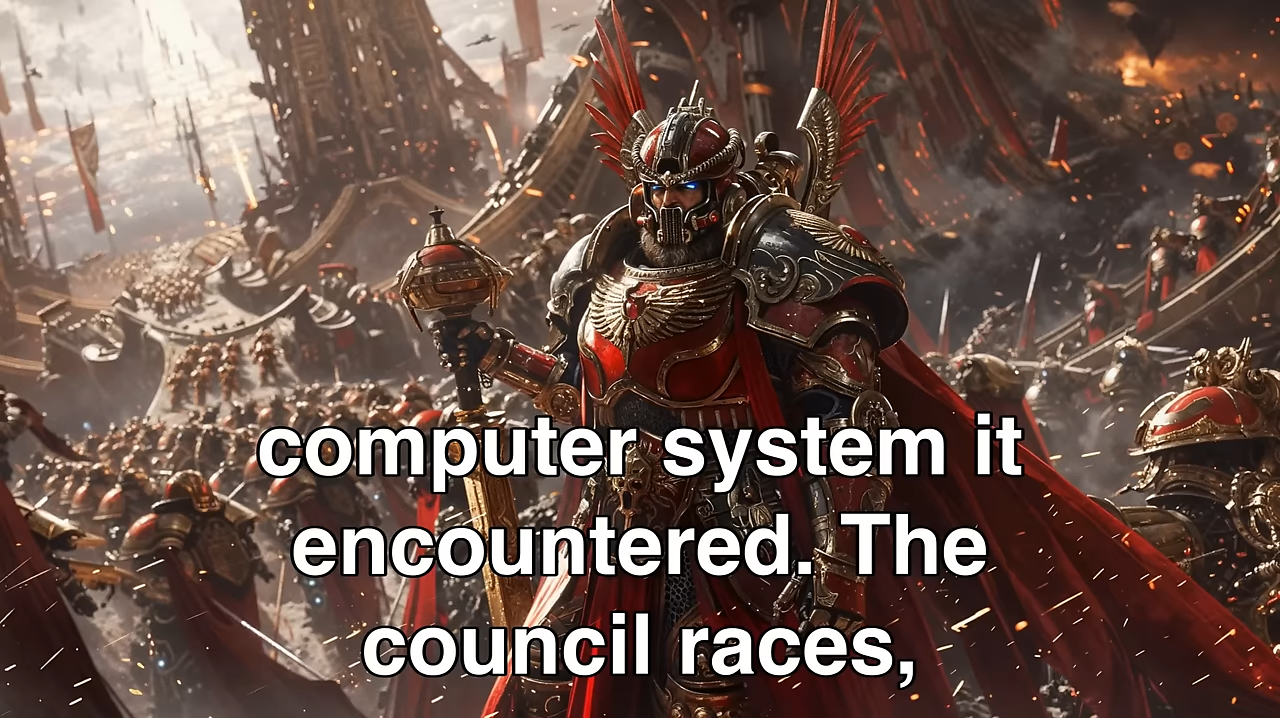 computer system it
encountered. The
council races,